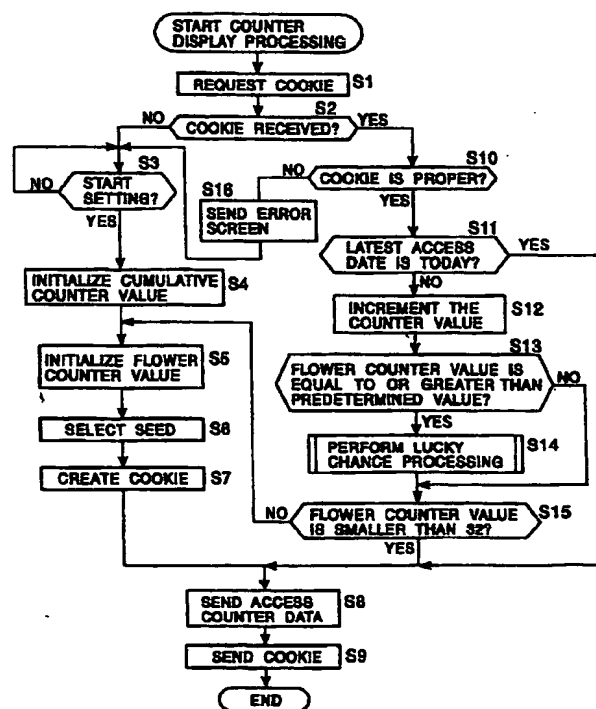 START COUNTER
DISPLAY PROCESSING
REQUEST COOKIE
S1
S2
NO
COOKIE RECEIVED?
YES
S3
NO
START
SETTING?
YES
S16
SEND ERROR
SCREEN
S10
NO
COOKIE IS PROPER?
YES
S11
LATEST ACCESS
DATE IS TODAY?
YES
NO
INITIALIZE CUMULATIVE
COUNTER VALUE
S4
INCREMENT THE
COUNTER VALUE
S12
S13
INITIALIZE FLOWER
COUNTER VALUE
S5
FLOWER COUNTER VALUE IS
EQUAL TO OR GREATER THAN
PREDETERMINED VALUE?
NO
YES
SELECT SEED
S6
PERFORM LUCKY
CHANCE PROCESSING
S14
CREATE COOKIE
S7
NO
FLOWER COUNTER VALUE
IS SMALLER THAN 32?
S15
YES
SEND ACCESS
COUNTER DATA
S8
SEND COOKIE
S9
END